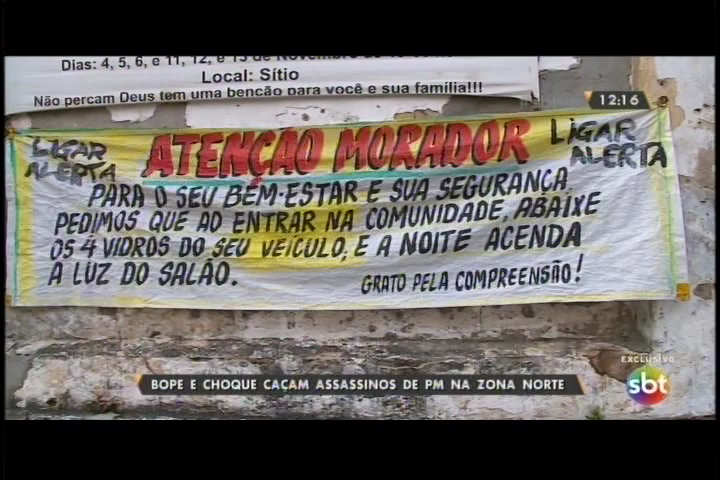 Dias: 4, 5, 6, e 11, 12, e 13 de Novembro
Local: Sítio
Não percam Deus tem uma bencão para você e sua família!!!
12:16
LIGAR
ALERTA
ATENÇAO MORADOR
LIGAR
ALERTA
PARA O SEU BEM-ESTAR E SUA SEGURANÇA
PEDIMOS QUE AO ENTRAR NA COMUNIDADE, ABAIXE
OS 4 VIDROS DO SEU VEÍCULO, E A NOITE ACENDA
A LUZ DO SALÃO.
GRATO PELA COMPREENSÃO!
EXCLUSIVO
BOPE E CHOQUE CAÇAM ASSASSINOS DE PM NA ZONA NORTE
sbt